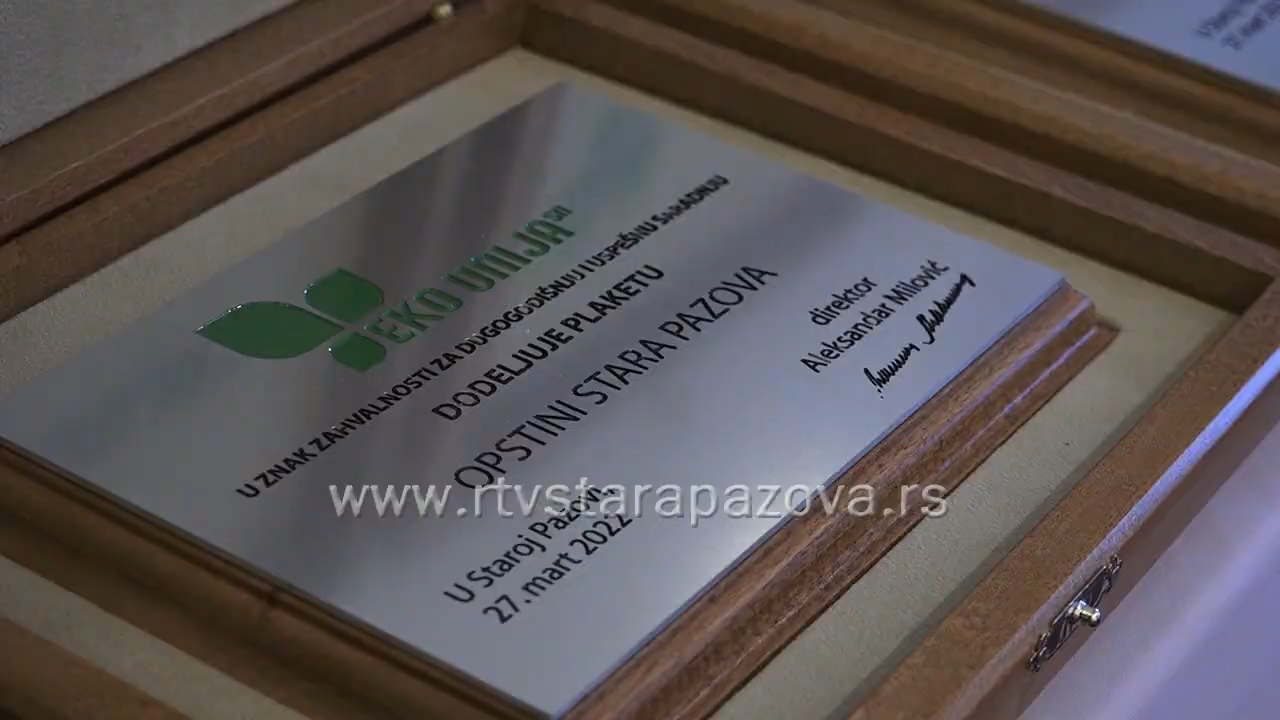 EKO UNIJA
U ZNAK ZAHVALNOSTI ZA DUGOGODIŠNJU I USPEŠNU SARADNJU
DODELJUJE PLAKETU
OPSTINI STARA PAZOVA
direktor
Aleksandar Milović
U Staroj Pazovi,
27. mart 2022
www.rtvstarapazova.rs